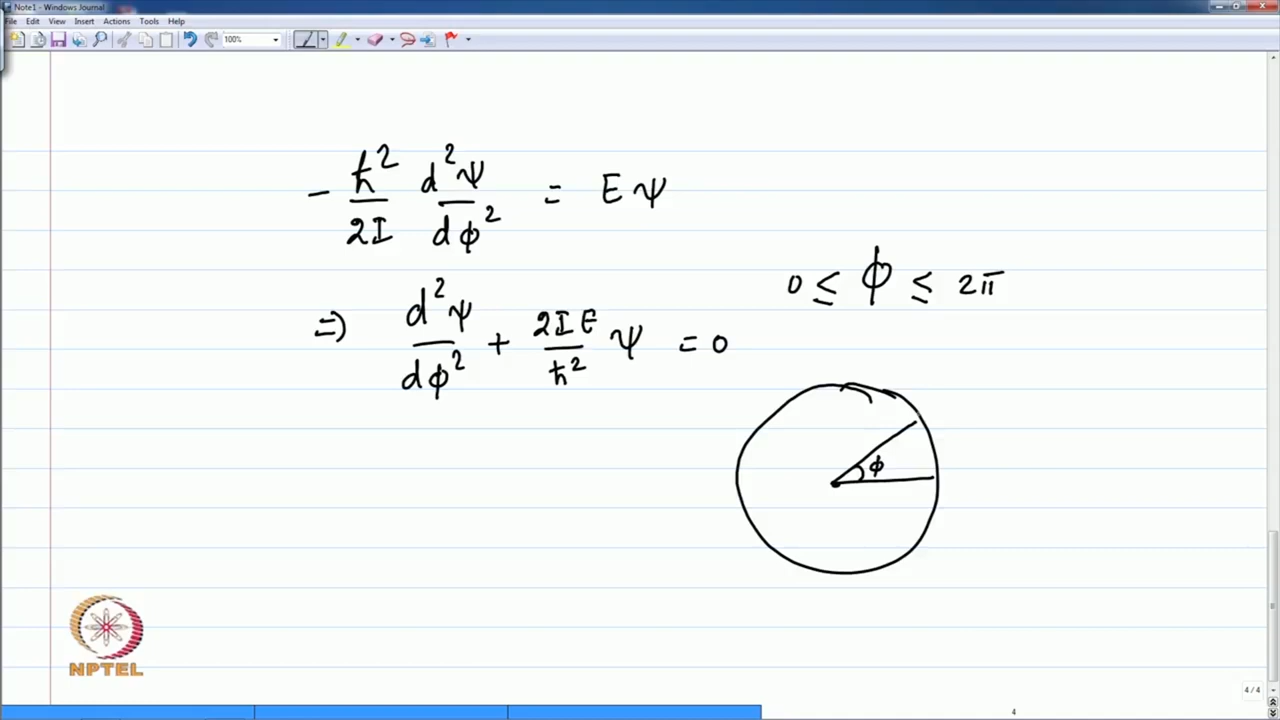 Note1 - Windows Journal
File Edit View Insert Actions Tools Help
100%
- ℏ²/2I d²ψ/dϕ² = Eψ
0 ≤ ϕ ≤ 2π
⇒ d²ψ/dϕ² + 2IE/ℏ² ψ = 0
ϕ
NPTEL
4 / 4
4